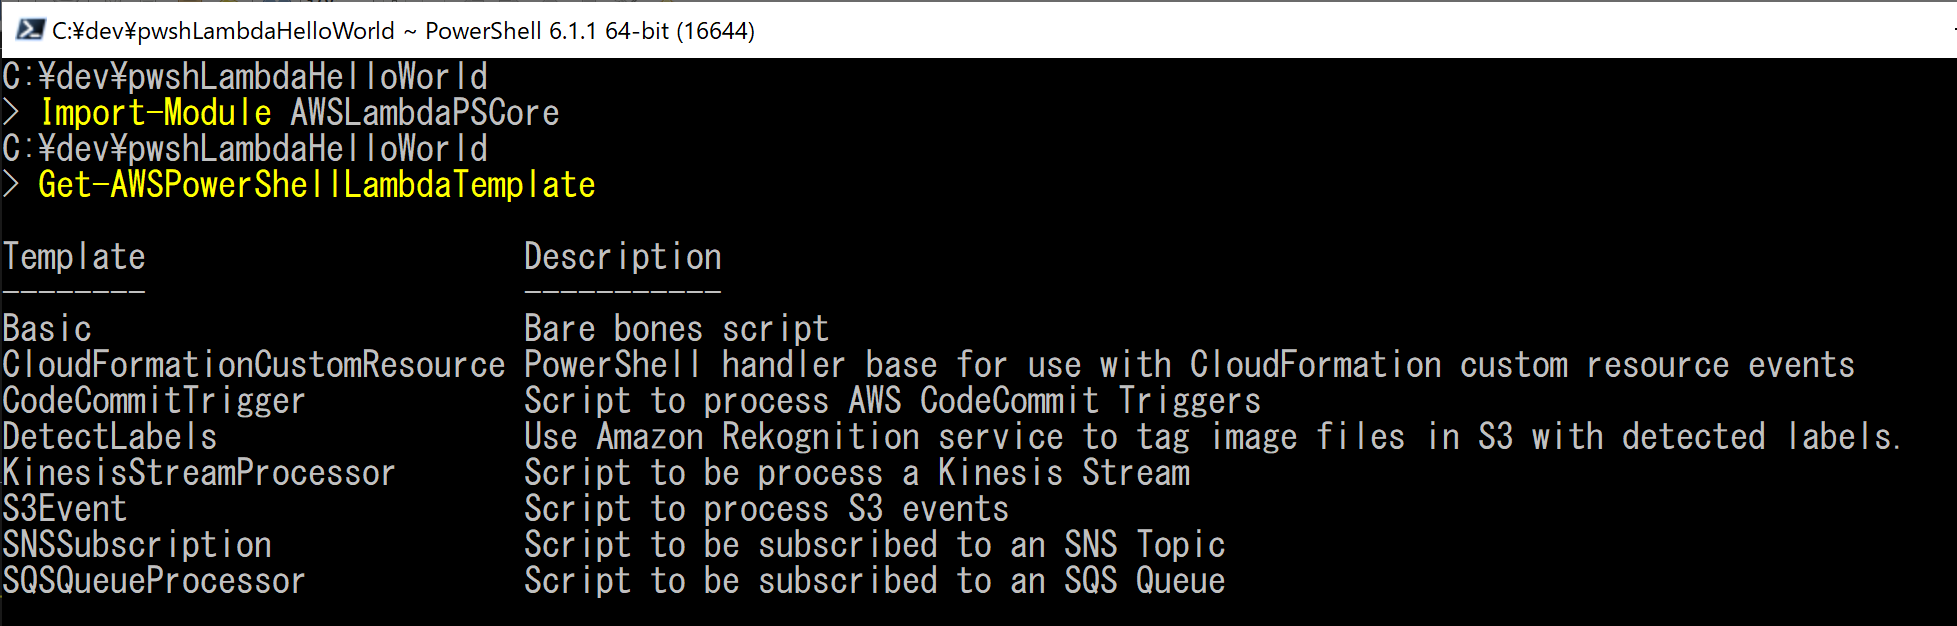 C:¥dev¥pwshLambdaHelloWorld ~ PowerShell 6.1.1 64-bit (16644)
C:¥dev¥pwshLambdaHelloWorld
> Import-Module AWSLambdaPSCore
C:¥dev¥pwshLambdaHelloWorld
> Get-AWSPowerShellLambdaTemplate
Template Description
-------- -----------
Basic Bare bones script
CloudFormationCustomResource PowerShell handler base for use with CloudFormation custom resource events
CodeCommitTrigger Script to process AWS CodeCommit Triggers
DetectLabels Use Amazon Rekognition service to tag image files in S3 with detected labels.
KinesisStreamProcessor Script to be process a Kinesis Stream
S3Event Script to process S3 events
SNSSubscription Script to be subscribed to an SNS Topic
SQSQueueProcessor Script to be subscribed to an SQS Queue